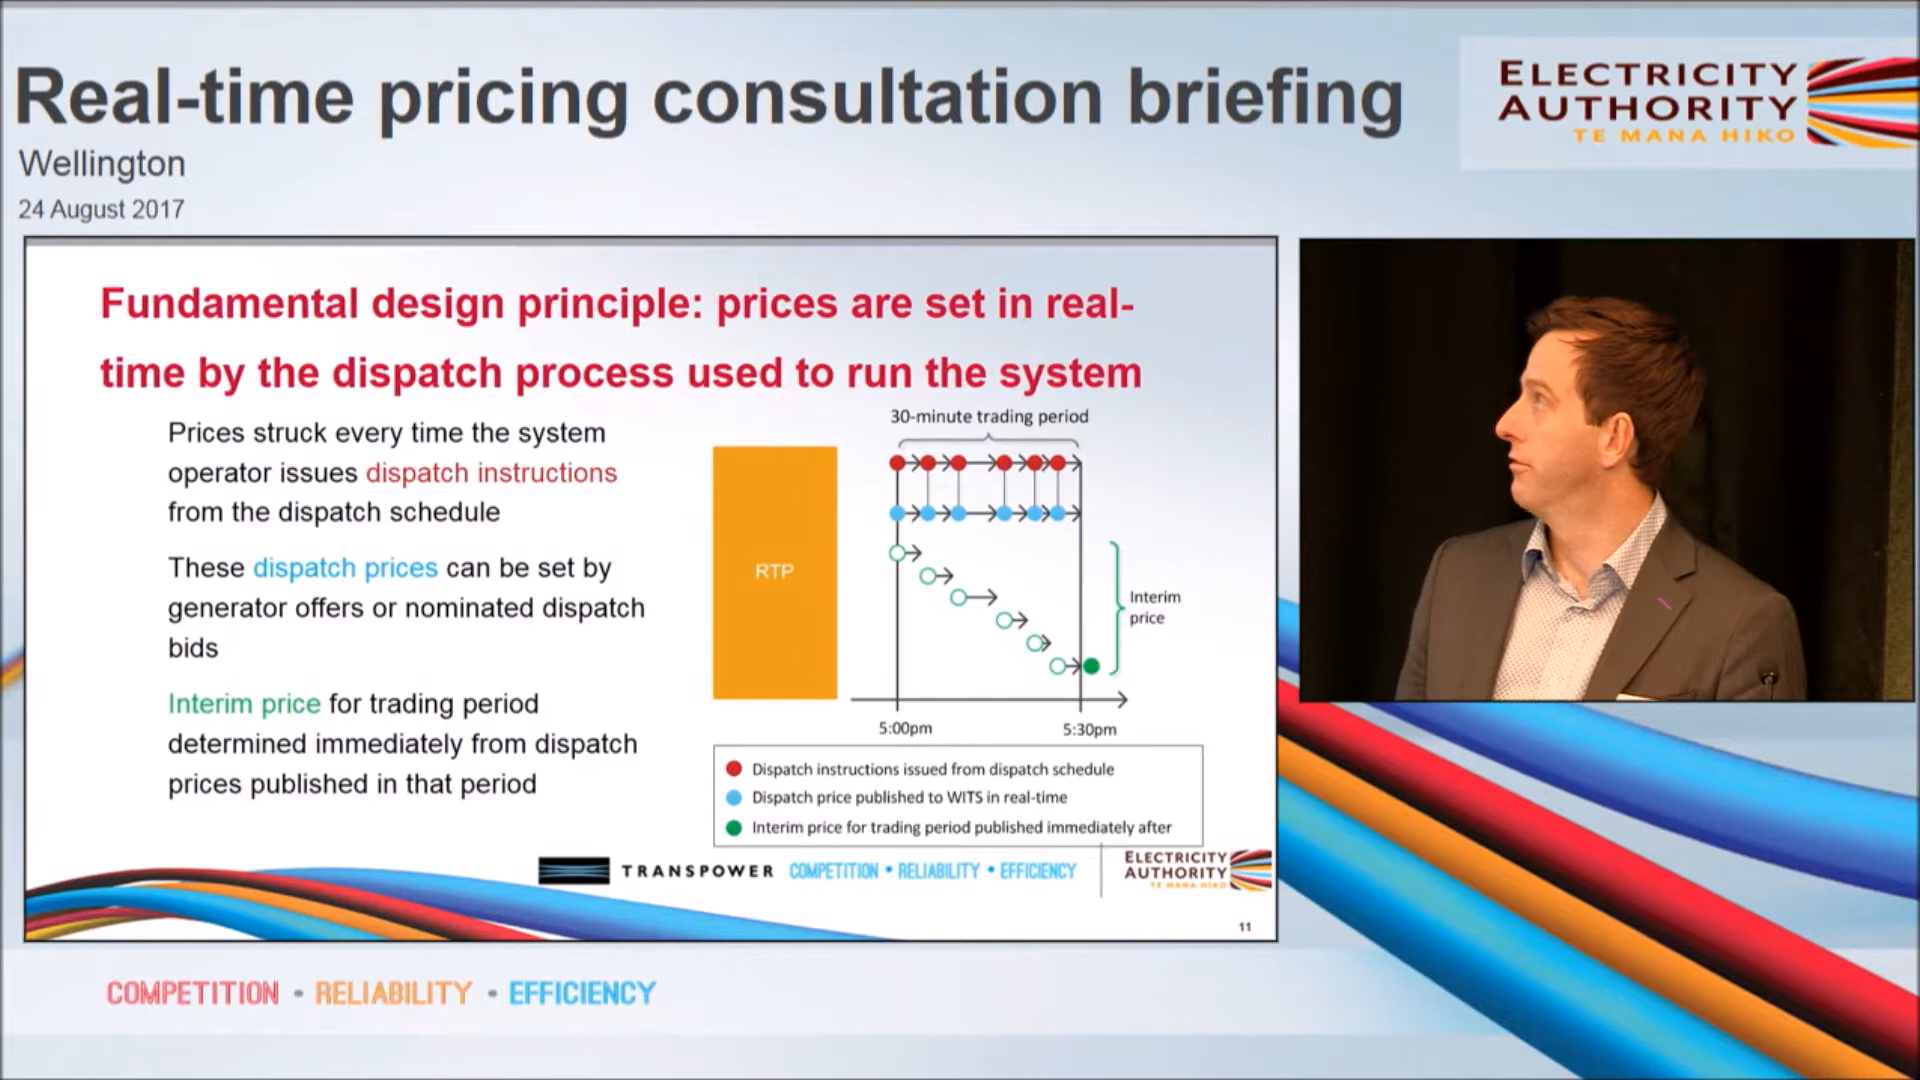 Real-time pricing consultation briefing
Wellington
24 August 2017
ELECTRICITY
AUTHORITY
TE MANA HIKO
Fundamental design principle: prices are set in real-
time by the dispatch process used to run the system
Prices struck every time the system
operator issues dispatch instructions
from the dispatch schedule
These dispatch prices can be set by
generator offers or nominated dispatch
bids
Interim price for trading period
determined immediately from dispatch
prices published in that period
RTP
30-minute trading period
Interim
price
5:00pm
5:30pm
Dispatch instructions issued from dispatch schedule
Dispatch price published to WITS in real-time
Interim price for trading period published immediately after
TRANSPOWER
COMPETITION • RELIABILITY • EFFICIENCY
ELECTRICITY
AUTHORITY
TE MANA HIKO
11
COMPETITION • RELIABILITY • EFFICIENCY